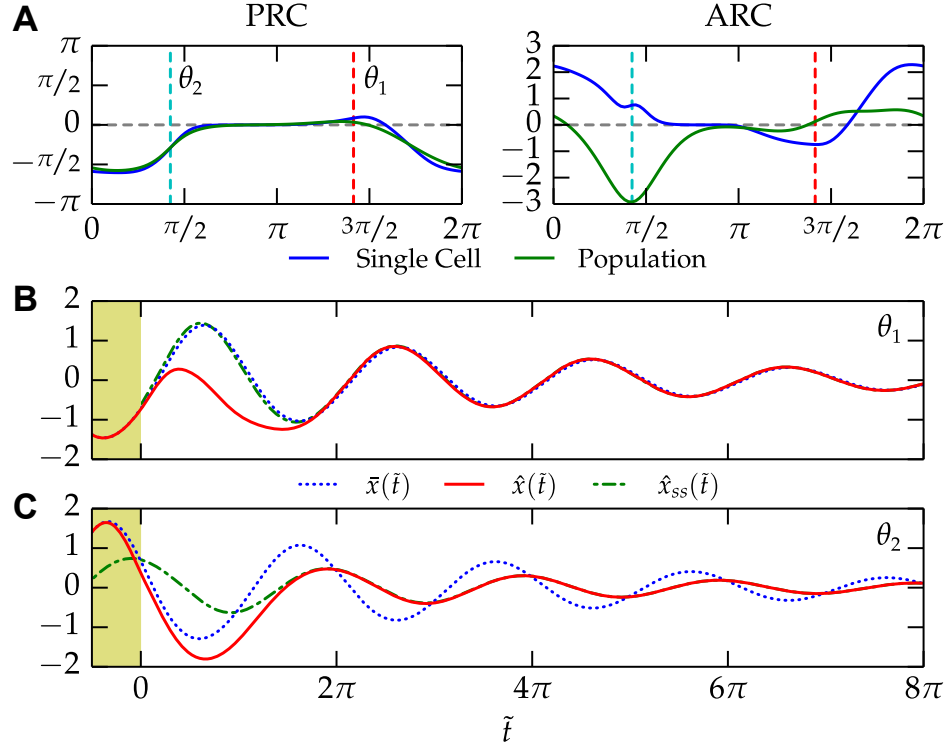 A
PRC
ARC
π
π/2
0
−π/2
−π
θ₂
θ₁
0
π/2
π
3π/2
2π
3
2
1
0
−1
−2
−3
0
π/2
π
3π/2
2π
Single Cell
Population
B
2
1
0
−1
−2
θ₁
x̄(t̃)
x̂(t̃)
x̂ₛₛ(t̃)
C
2
1
0
−1
−2
θ₂
0
2π
4π
6π
8π
t̃